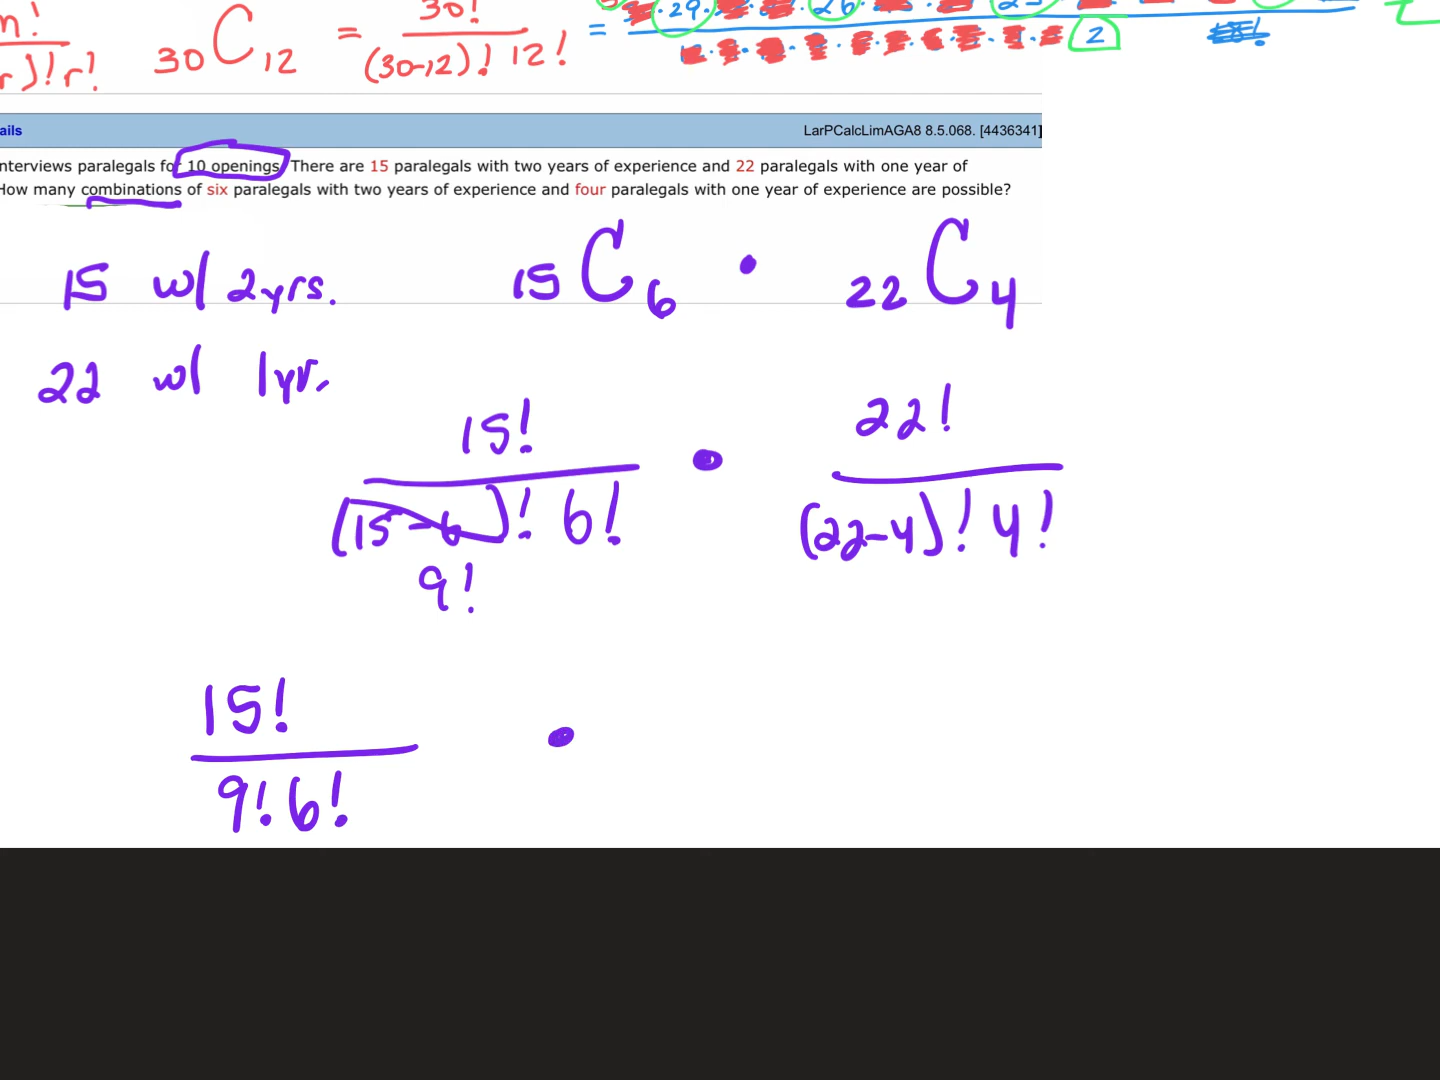 n!
r)!r!
30C12 = 30! / (30-12)! 12! =
29 26
2
ails LarPCalcLimAGA8 8.5.068. [4436341]
nterviews paralegals for 10 openings. There are 15 paralegals with two years of experience and 22 paralegals with one year of
How many combinations of six paralegals with two years of experience and four paralegals with one year of experience are possible?
15 w/ 2yrs. 15C6 • 22C4
22 w/ 1yr.
15! • 22!
(15-6)! 6! (22-4)! 4!
9!
15! •
9! 6!